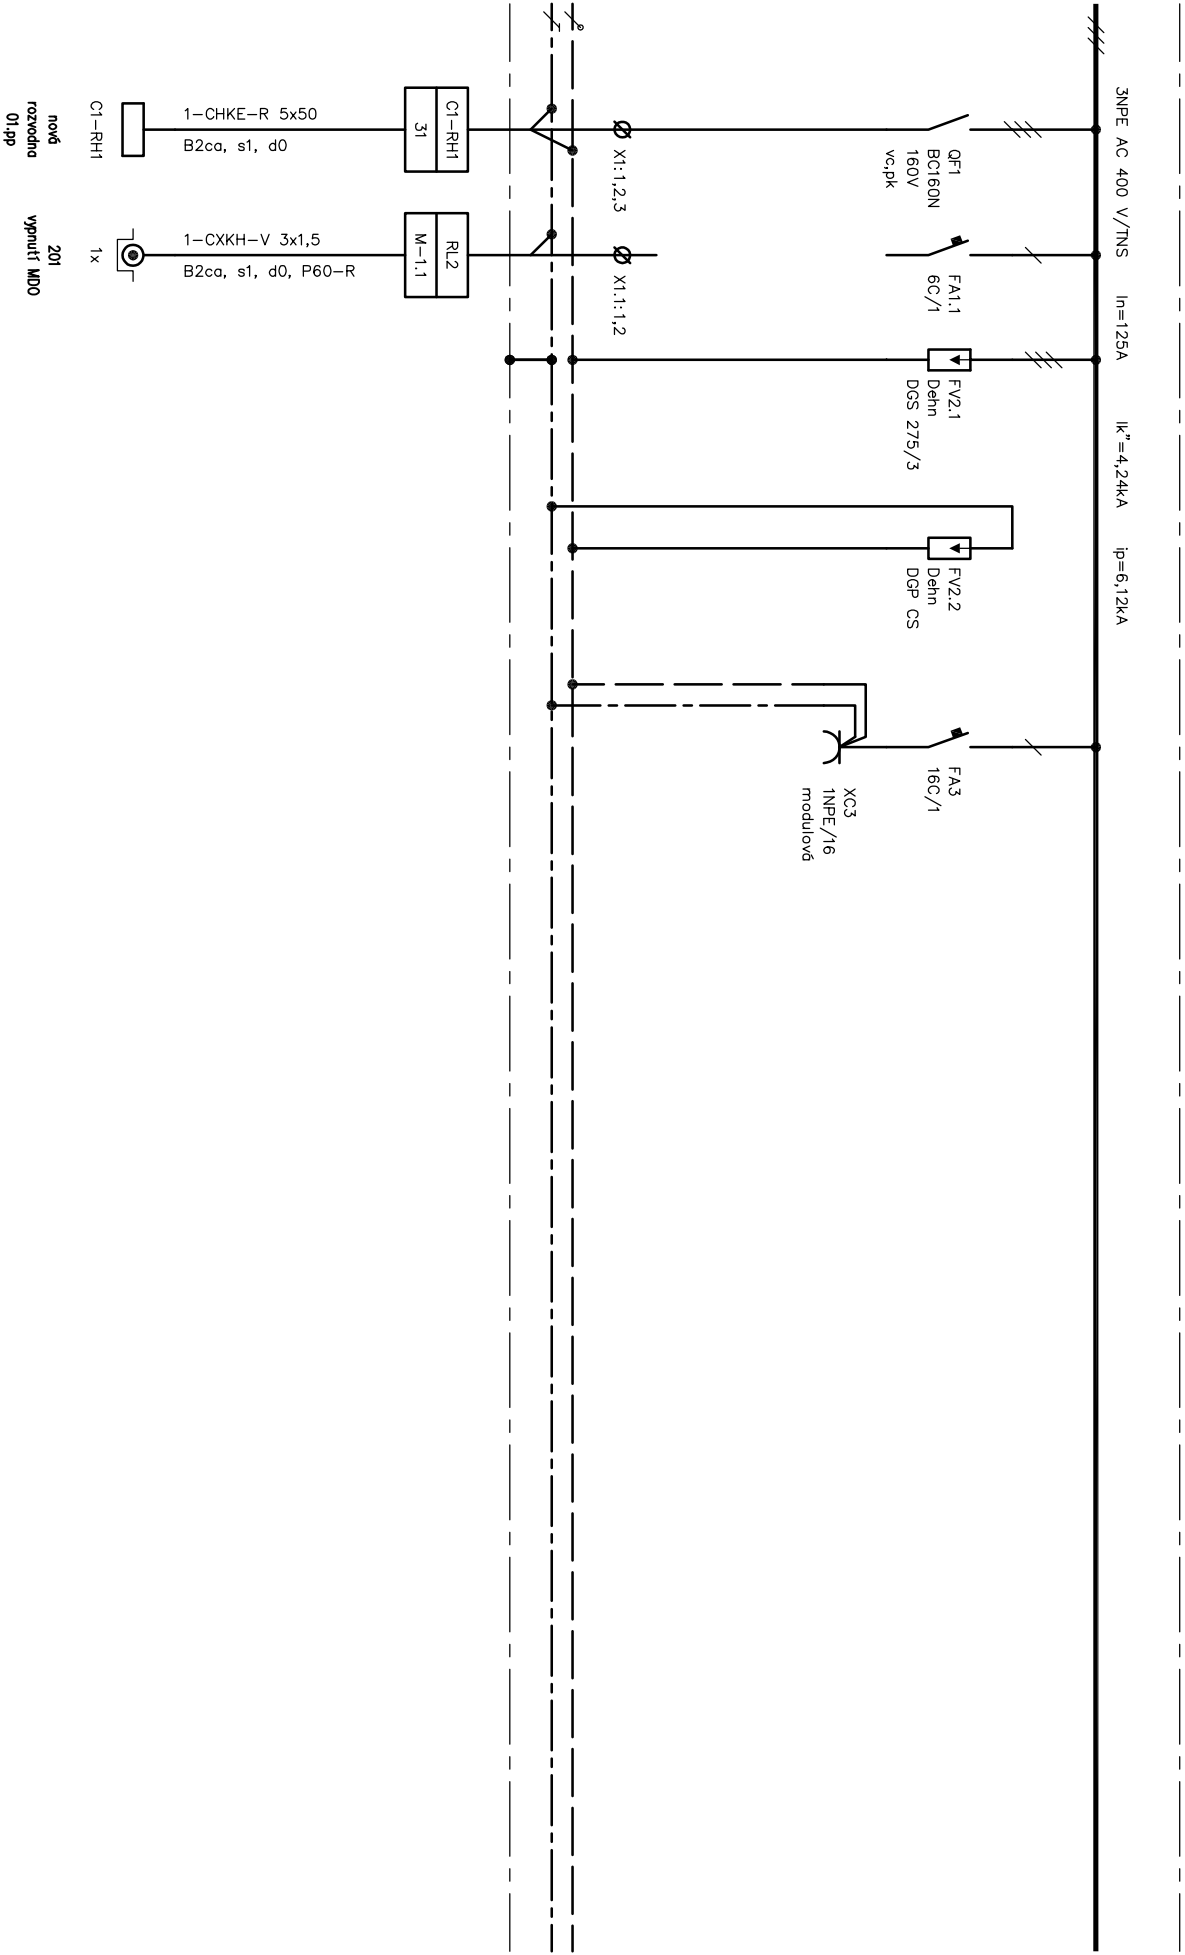 3NPE AC 400 V/TNS In=125A Ik"=4,24kA ip=6,12kA
QF1
BC160N
160V
vc,pk
FA1.1
6C/1
FV2.1
Dehn
DGS 275/3
FV2.2
Dehn
DGP CS
FA3
16C/1
XC3
1NPE/16
modulová
X1:1,2,3
X1.1:1,2
C1-RH1
31
RL2
M-1.1
1-CHKE-R 5x50
B2ca, s1, d0
1-CXKH-V 3x1,5
B2ca, s1, d0, P60-R
C1-RH1
1x
nová
rozvodna
01.pp
201
vypnutí MDO